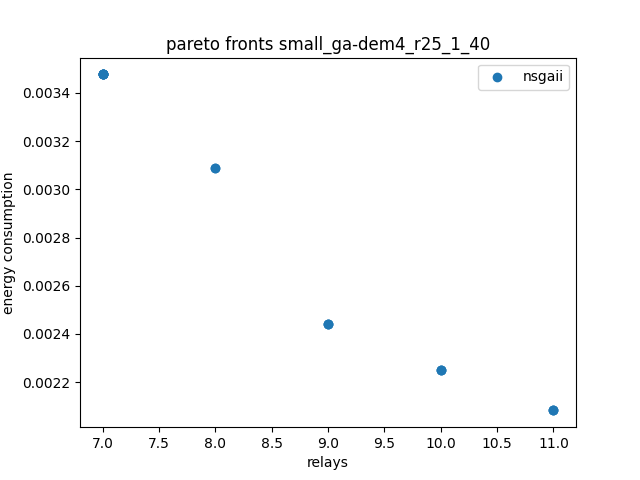 pareto fronts small_ga-dem4_r25_1_40
nsgaii
energy consumption
0.0034
0.0032
0.0030
0.0028
0.0026
0.0024
0.0022
7.0 7.5 8.0 8.5 9.0 9.5 10.0 10.5 11.0
relays